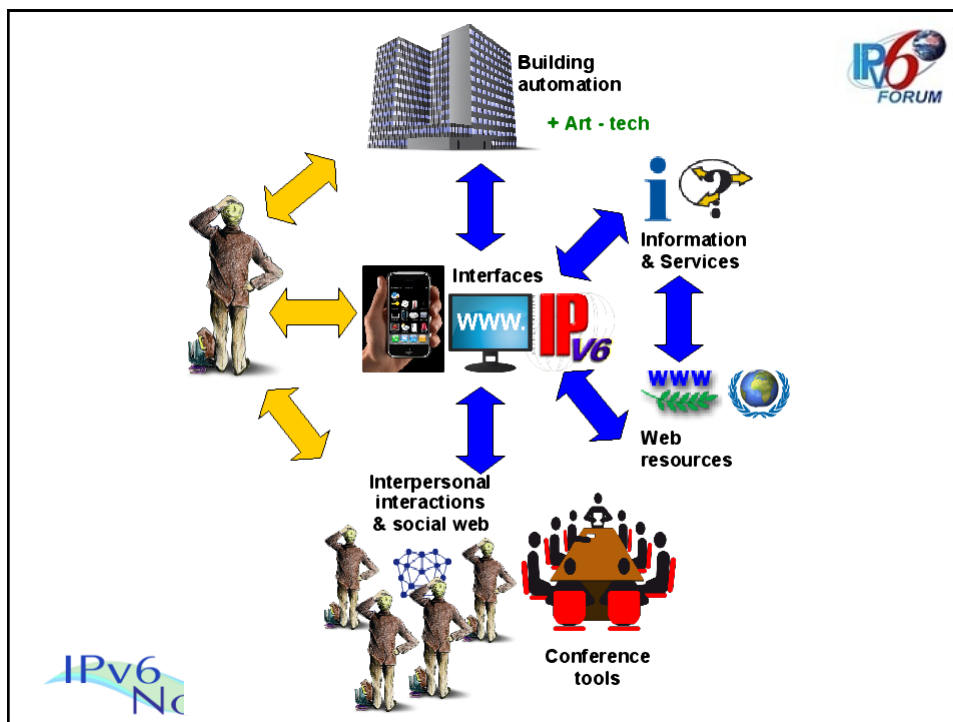 Building
automation
+ Art - tech
IPv6
FORUM
i ?
Information
& Services
Interfaces
www.
IP
v6
www
Web
resources
Interpersonal
interactions
& social web
Conference
tools
IPv6